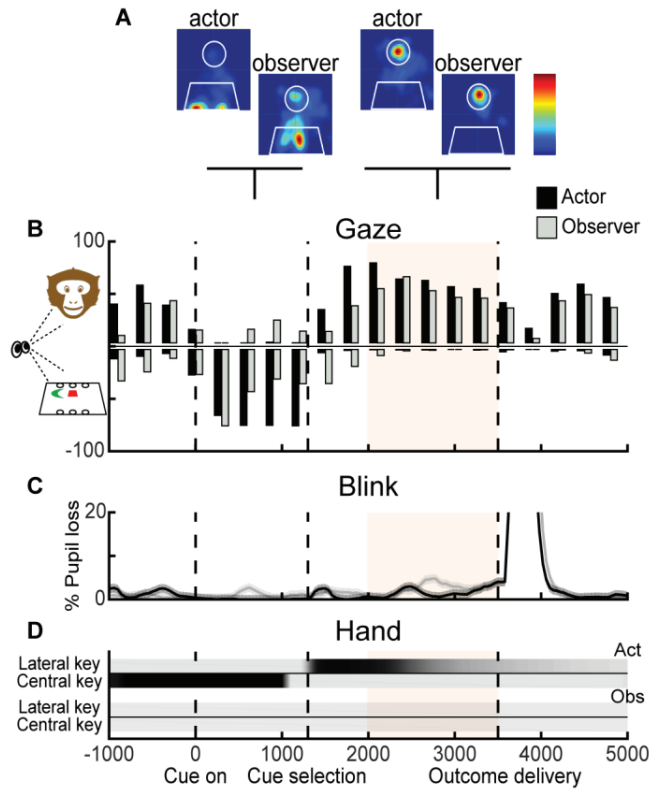 A
actor
observer
actor
observer
Actor
Observer
B
Gaze
100
-100
C
Blink
% Pupil loss
20
0
D
Hand
Act
Lateral key
Central key
Obs
Lateral key
Central key
-1000 0 1000 2000 3000 4000 5000
Cue on Cue selection Outcome delivery